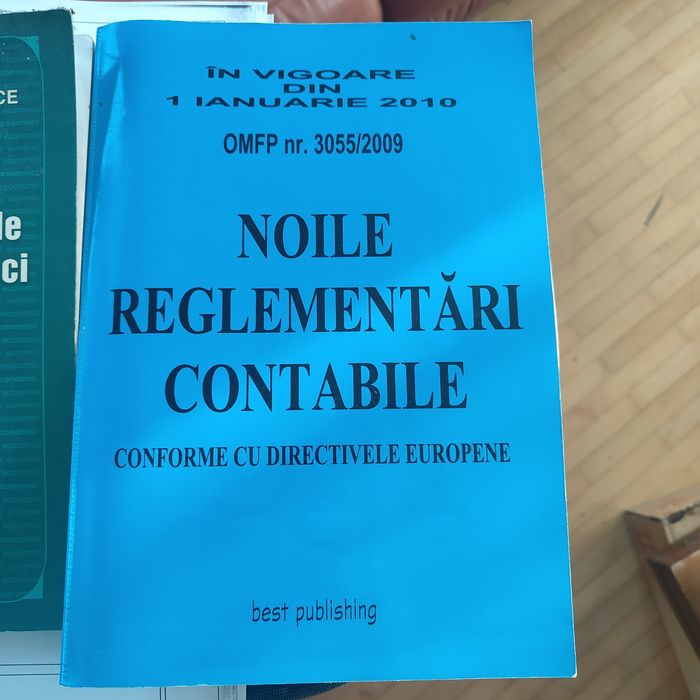 ÎN VIGOARE
DIN
1 IANUARIE 2010
OMFP nr. 3055/2009
NOILE
REGLEMENTĂRI
CONTABILE
CONFORME CU DIRECTIVELE EUROPENE
best publishing